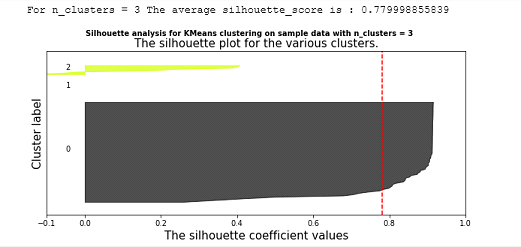 For n_clusters = 3 The average silhouette_score is : 0.779998855839
Silhouette analysis for KMeans clustering on sample data with n_clusters = 3
The silhouette plot for the various clusters.
Cluster label
2
1
0
−0.1 0.0 0.2 0.4 0.6 0.8 1.0
The silhouette coefficient values